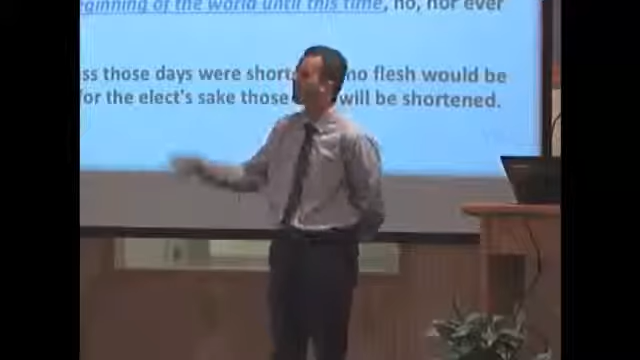 ginning of the world until this time, no, nor ever
ss those days were short no flesh would be
for the elect's sake those will be shortened.